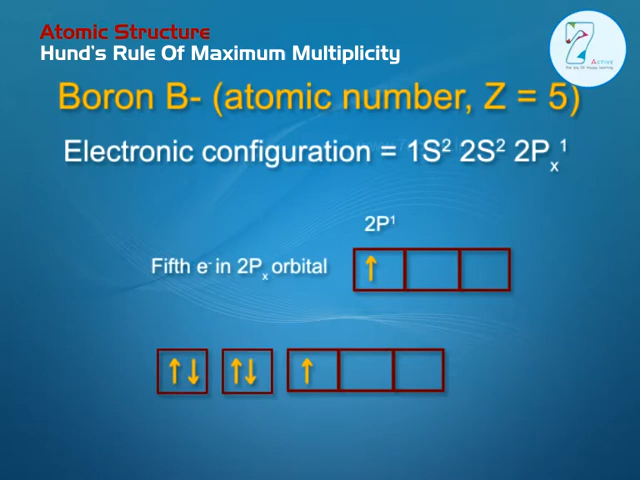 Atomic Structure
Hund's Rule Of Maximum Multiplicity
7
ACTIVE
Boron B- (atomic number, Z = 5)
Electronic configuration = 1S² 2S² 2Pₓ¹
2P¹
Fifth e⁻ in 2Pₓ orbital
↑
↑↓ ↑↓ ↑